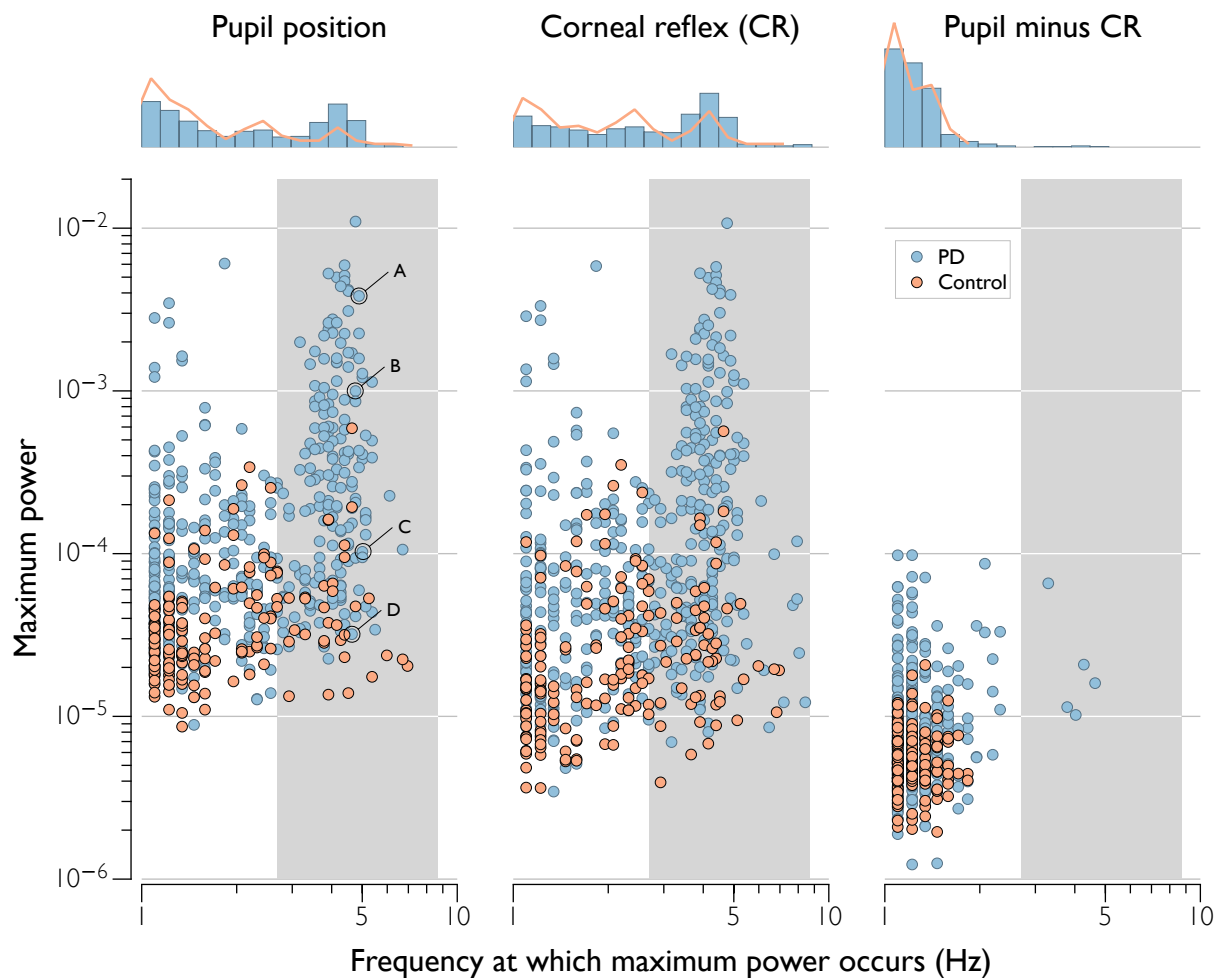 Pupil position
Corneal reflex (CR)
Pupil minus CR
10⁻²
10⁻³
10⁻⁴
10⁻⁵
10⁻⁶
Maximum power
A
B
C
D
PD
Control
1 5 10
1 5 10
1 5 10
Frequency at which maximum power occurs (Hz)